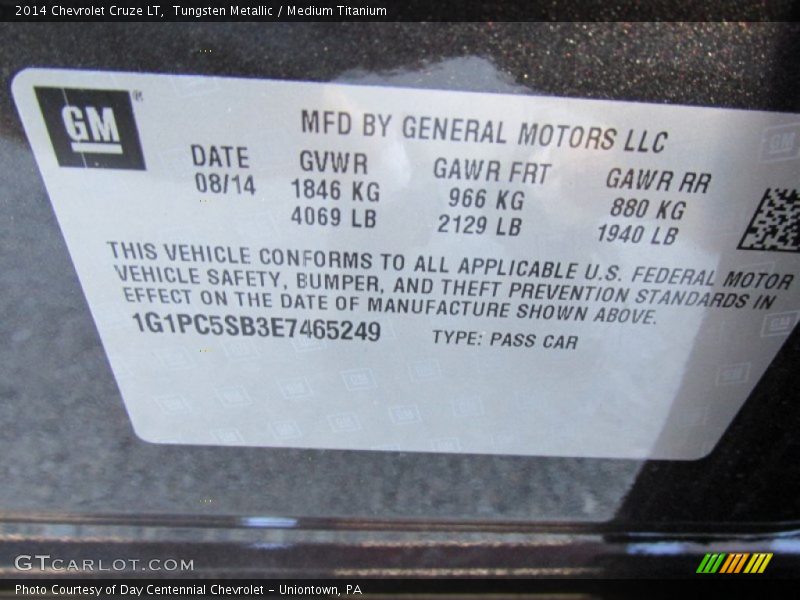 2014 Chevrolet Cruze LT, Tungsten Metallic / Medium Titanium
GM
MFD BY GENERAL MOTORS LLC
DATE GVWR GAWR FRT GAWR RR
08/14 1846 KG 966 KG 880 KG
4069 LB 2129 LB 1940 LB
THIS VEHICLE CONFORMS TO ALL APPLICABLE U.S. FEDERAL MOTOR
VEHICLE SAFETY, BUMPER, AND THEFT PREVENTION STANDARDS IN
EFFECT ON THE DATE OF MANUFACTURE SHOWN ABOVE.
1G1PC5SB3E7465249 TYPE: PASS CAR
GTCARLOT.COM
Photo Courtesy of Day Centennial Chevrolet - Uniontown, PA